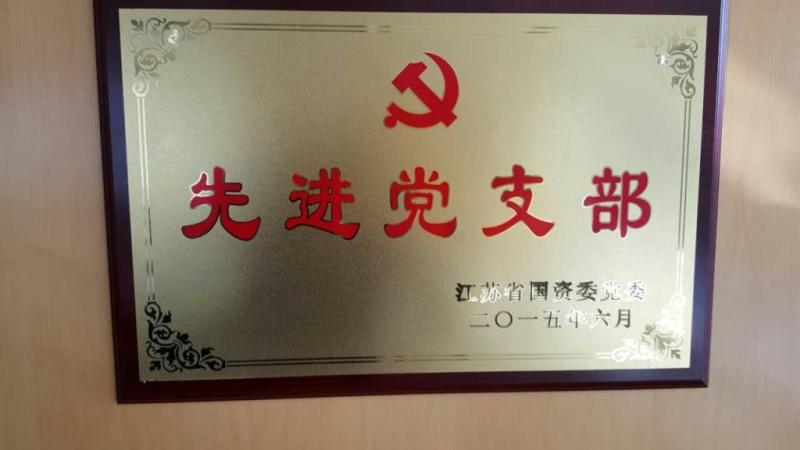 先进党支部
江苏省国资委党委
二〇一五年六月